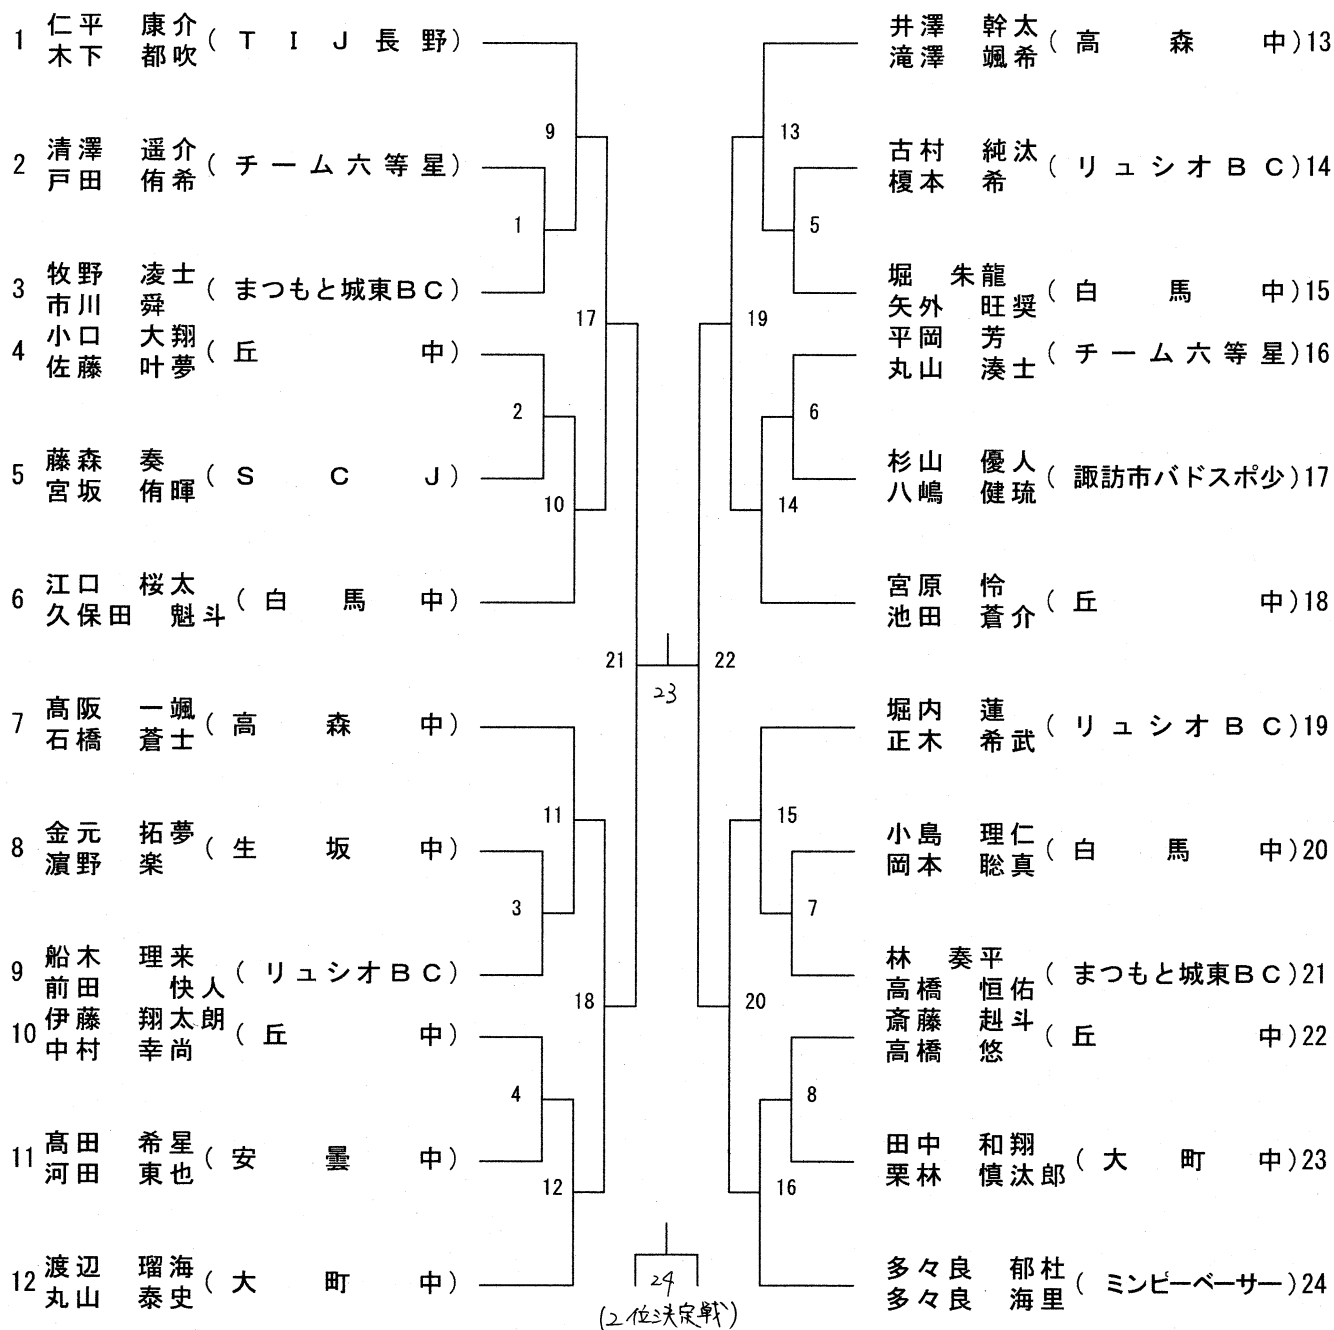 1 仁平 康介 (TIJ長野)
木下 都吹
9
2 清澤 遥介 (チーム六等星)
戸田 侑希
1
3 牧野 凌士 (まつもと城東BC)
市川 舜
17
4 小口 大翔 (丘中)
佐藤 叶夢
2
5 藤森 奏 (SCJ)
宮坂 侑暉
10
6 江口 桜太 (白馬中)
久保田 魁斗
21
7 髙阪 一颯 (高森中)
石橋 蒼士
11
8 金元 拓夢 (生坂中)
濵野 楽
3
9 船木 理来 (リュシオBC)
前田 快人
18
10 伊藤 翔太朗 (丘中)
中村 幸尚
4
11 髙田 希星 (安曇中)
河田 東也
12
12 渡辺 瑠海 (大町中)
丸山 泰史
23
24
(2位決定戦)
井澤 幹太 (高森中)13
滝澤 颯希
13
古村 純汰 (リュシオBC)14
榎本 希
5
堀 朱龍 (白馬中)15
矢外 旺奨
19
平岡 芳 (チーム六等星)16
丸山 湊士
6
杉山 優人 (諏訪市バドスポ少)17
八嶋 健琉
14
宮原 怜 (丘中)18
池田 蒼介
22
堀内 蓮 (リュシオBC)19
正木 希武
15
小島 理仁 (白馬中)20
岡本 聡真
7
林 奏平 (まつもと城東BC)21
高橋 恒佑
20
斎藤 赳斗 (丘中)22
高橋 悠
8
田中 和翔 (大町中)23
栗林 慎汰郎
16
多々良 郁杜 (ミンピーベーサー)24
多々良 海里